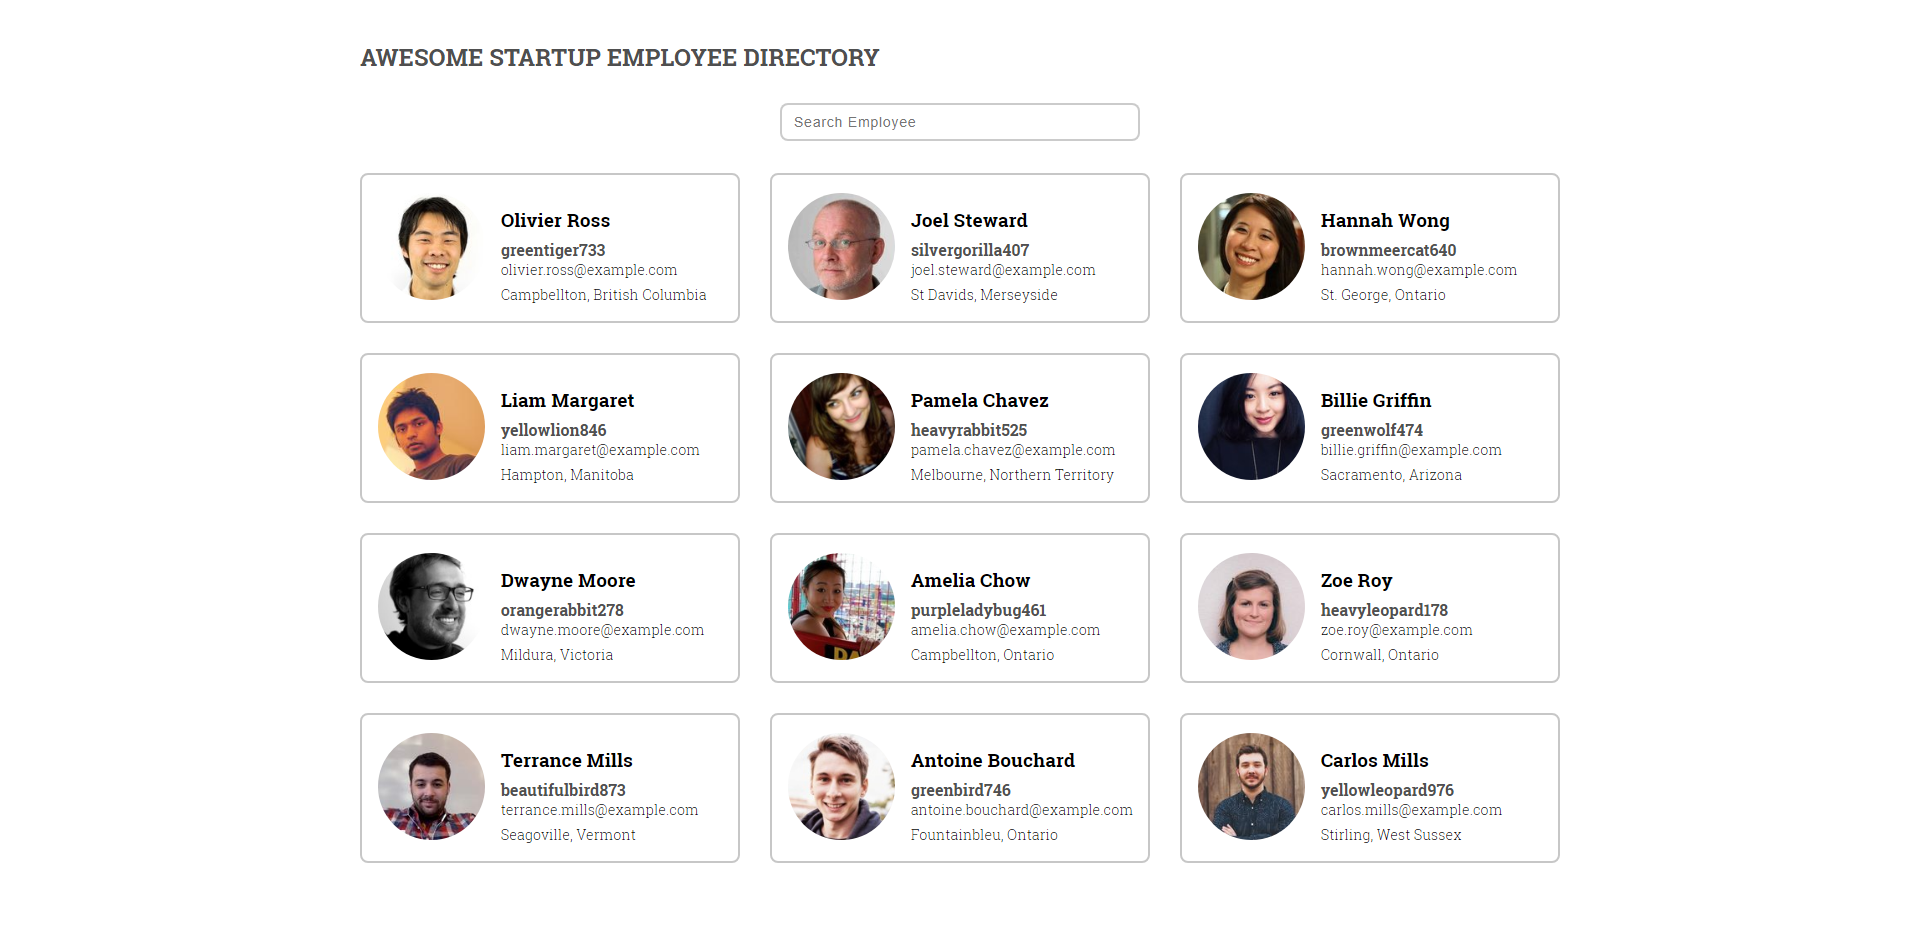 AWESOME STARTUP EMPLOYEE DIRECTORY
Search Employee
Olivier Ross
greentiger733
olivier.ross@example.com
Campbellton, British Columbia
Joel Steward
silvergorilla407
joel.steward@example.com
St Davids, Merseyside
Hannah Wong
brownmeercat640
hannah.wong@example.com
St. George, Ontario
Liam Margaret
yellowlion846
liam.margaret@example.com
Hampton, Manitoba
Pamela Chavez
heavyrabbit525
pamela.chavez@example.com
Melbourne, Northern Territory
Billie Griffin
greenwolf474
billie.griffin@example.com
Sacramento, Arizona
Dwayne Moore
orangerabbit278
dwayne.moore@example.com
Mildura, Victoria
Amelia Chow
purpleladybug461
amelia.chow@example.com
Campbellton, Ontario
Zoe Roy
heavyleopard178
zoe.roy@example.com
Cornwall, Ontario
Terrance Mills
beautifulbird873
terrance.mills@example.com
Seagoville, Vermont
Antoine Bouchard
greenbird746
antoine.bouchard@example.com
Fountainbleu, Ontario
Carlos Mills
yellowleopard976
carlos.mills@example.com
Stirling, West Sussex